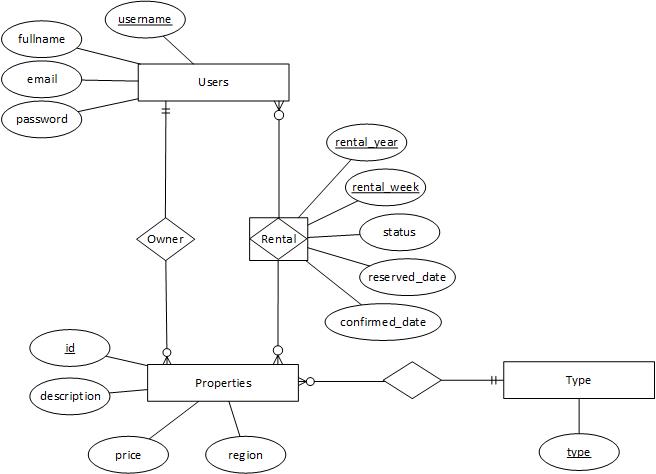 username
fullname
Users
email
password
rental_year
rental_week
Owner
Rental
status
reserved_date
confirmed_date
id
Properties
Type
description
price
region
type